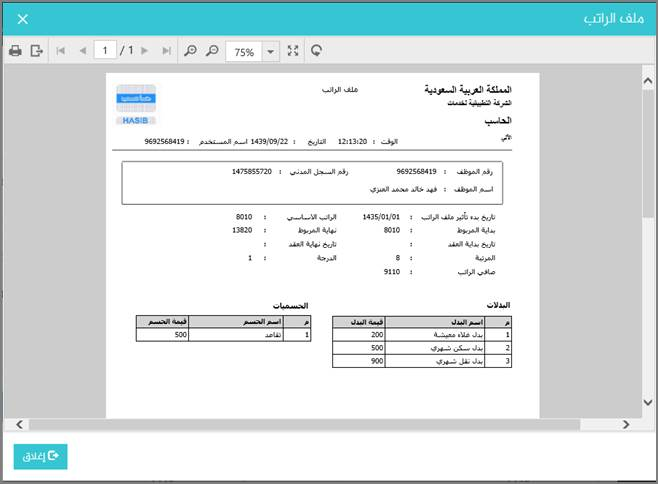 ملف الراتب
1 / 1
75%
المملكة العربية السعودية
ملف الراتب
الشركة التطبيقية لخدمات
الحاسب
HASIB
الآلي
الوقت : 12:13:20 التاريخ : 1439/09/22 اسم المستخدم : 9692568419
رقم الموظف : 9692568419 رقم السجل المدني : 1475855720
اسم الموظف : فهد خالد محمد العنزي
تاريخ بدء تأثير ملف الراتب : 1435/01/01 الراتب الاساسي : 8010
بداية المربوط : 8010 نهاية المربوط : 13820
تاريخ بداية العقد : تاريخ نهاية العقد :
المرتبة : 8 الدرجة : 1
صافي الراتب : 9110
البدلات
م اسم البدل قيمة البدل
1 بدل غلاء معيشة 200
2 بدل سكن شهري 500
3 بدل نقل شهري 900
الحسميات
م اسم الحسم قيمة الحسم
1 تقاعد 500
إغلاق